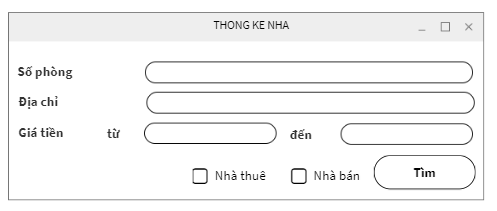 THONG KE NHA
Số phòng
Địa chỉ
Giá tiền từ đến
Nhà thuê Nhà bán Tìm